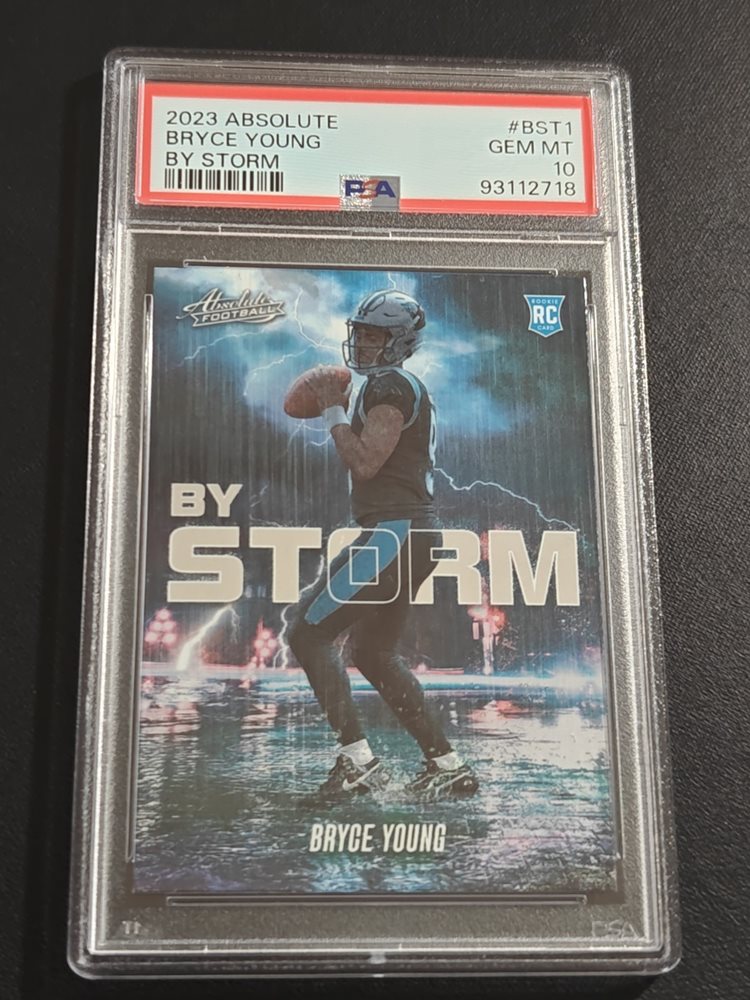 2023 ABSOLUTE #BST1
BRYCE YOUNG GEM MT
BY STORM 10
PSA 93112718
Absolute
FOOTBALL
ROOKIE
RC
CARD
BY
STORM
BRYCE YOUNG
PSA